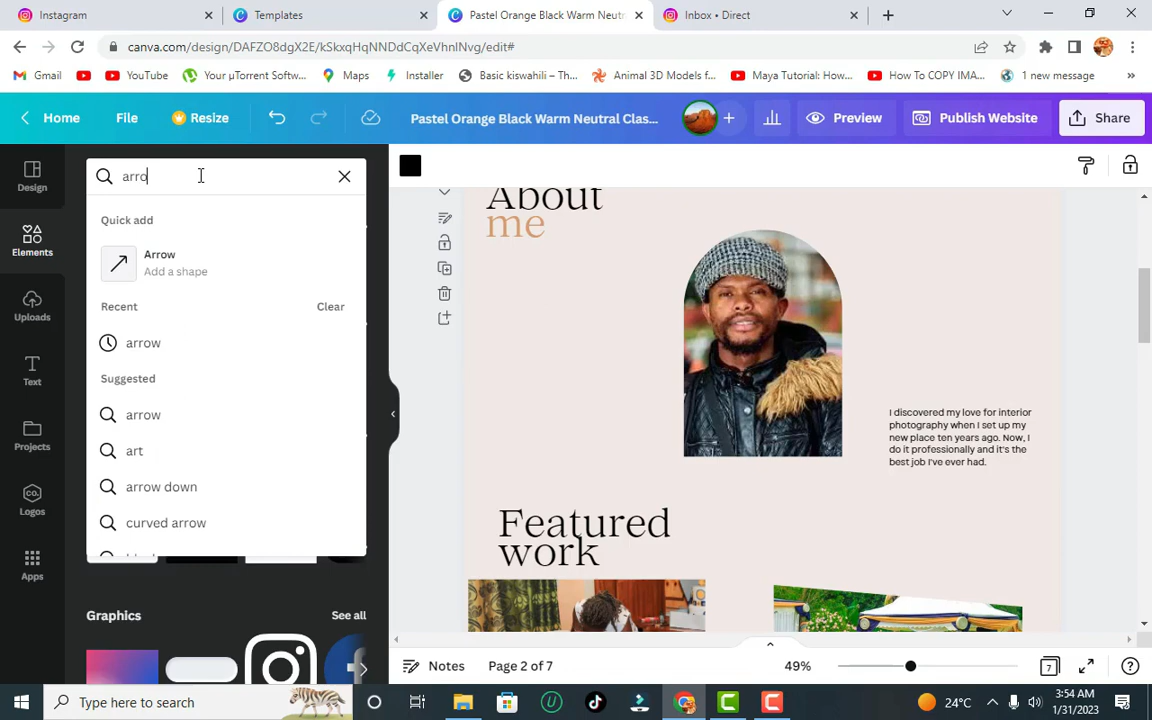 Instagram
Templates
Pastel Orange Black Warm Neutr
Inbox • Direct
canva.com/design/DAFZO8dgX2E/kSkxqHqNNDdCqXeVhnlNvg/edit#
Gmail
YouTube
Your µTorrent Softw...
Maps
Installer
Basic kiswahili – Th...
Animal 3D Models f...
Maya Tutorial: How...
How To COPY IMA...
1 new message
Home
File
Resize
Pastel Orange Black Warm Neutral Clas...
Preview
Publish Website
Share
Design
Elements
Uploads
Text
Projects
CO.
Logos
Apps
arro
Quick add
Arrow
Add a shape
Recent
Clear
arrow
Suggested
arrow
art
arrow down
curved arrow
Graphics
See all
About
me
I discovered my love for interior
photography when I set up my
new place ten years ago. Now, I
do it professionally and it's the
best job I've ever had.
Featured
work
Notes
Page 2 of 7
49%
7
Type here to search
24°C
3:54 AM
1/31/2023